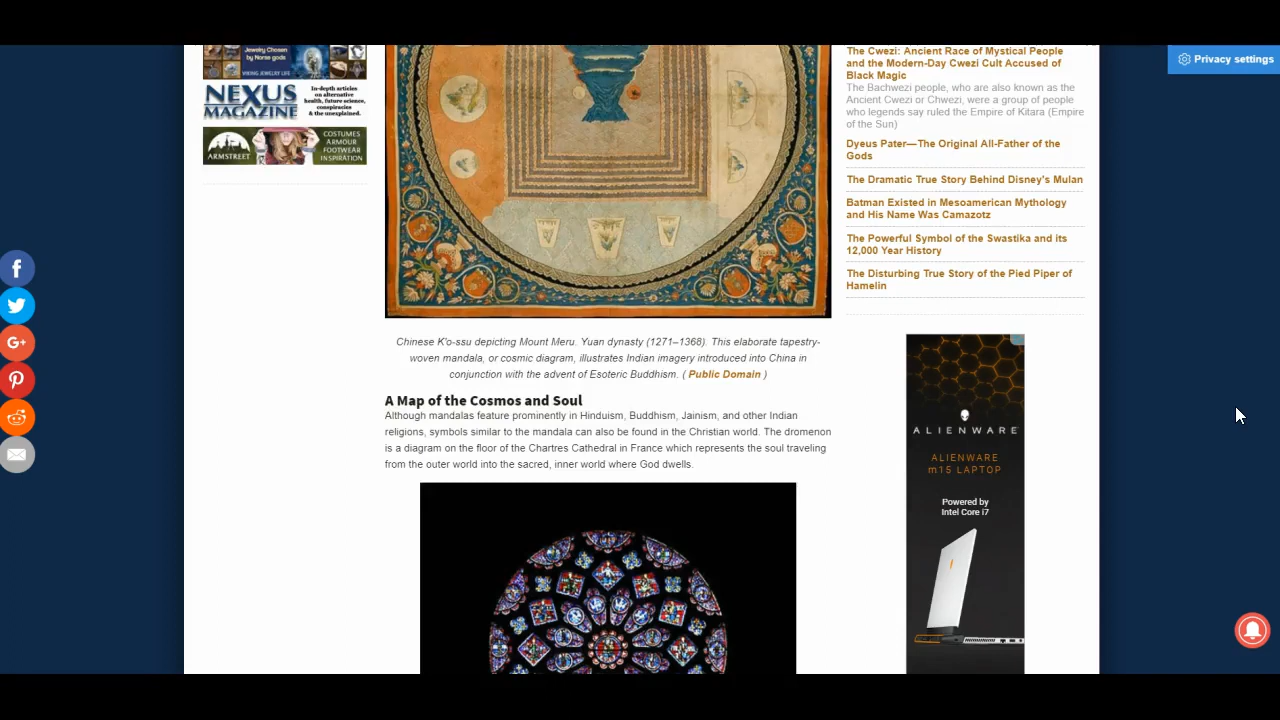 Jewelry Chosen
by Norse gods
VIKING JEWELRY LIFE
NEXUS
MAGAZINE
In-depth articles
on alternative
health, future science,
conspiracies
& the unexplained.
ARMSTREET
COSTUMES
ARMOUR
FOOTWEAR
INSPIRATION
Chinese K'o-ssu depicting Mount Meru. Yuan dynasty (1271–1368). This elaborate tapestry-
woven mandala, or cosmic diagram, illustrates Indian imagery introduced into China in
conjunction with the advent of Esoteric Buddhism. ( Public Domain )
A Map of the Cosmos and Soul
Although mandalas feature prominently in Hinduism, Buddhism, Jainism, and other Indian
religions, symbols similar to the mandala can also be found in the Christian world. The dromenon
is a diagram on the floor of the Chartres Cathedral in France which represents the soul traveling
from the outer world into the sacred, inner world where God dwells.
The Cwezi: Ancient Race of Mystical People
and the Modern-Day Cwezi Cult Accused of
Black Magic
The Bachwezi people, who are also known as the
Ancient Cwezi or Chwezi, were a group of people
who legends say ruled the Empire of Kitara (Empire
of the Sun)
Dyeus Pater—The Original All-Father of the
Gods
The Dramatic True Story Behind Disney's Mulan
Batman Existed in Mesoamerican Mythology
and His Name Was Camazotz
The Powerful Symbol of the Swastika and its
12,000 Year History
The Disturbing True Story of the Pied Piper of
Hamelin
ALIENWARE
ALIENWARE
m15 LAPTOP
Powered by
Intel Core i7
Privacy settings